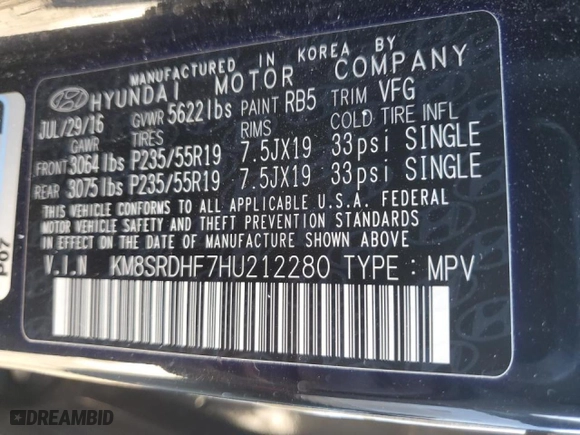 MANUFACTURED IN KOREA BY
HYUNDAI MOTOR COMPANY
JUL/29/16 GVWR 5622lbs PAINT RB5 TRIM VFG
GAWR TIRES RIMS COLD TIRE INFL
FRONT 3064lbs P235/55R19 7.5JX19 33psi SINGLE
REAR 3075lbs P235/55R19 7.5JX19 33psi SINGLE
THIS VEHICLE CONFORMS TO ALL APPLICABLE U.S.A. FEDERAL
MOTOR VEHICLE SAFETY AND THEFT PREVENTION STANDARDS
IN EFFECT ON THE DATE OF MANUFACTURE SHOWN ABOVE.
V.I.N KM8SRDHF7HU212280 TYPE: MPV
P07
DREAMBID